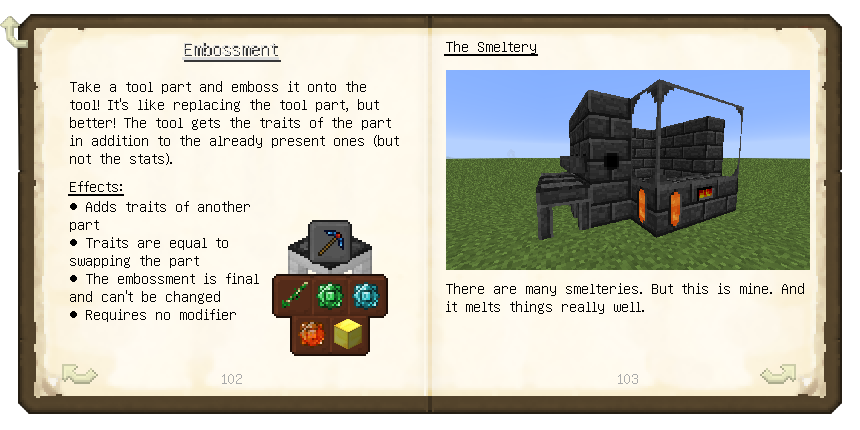 Embossment
Take a tool part and emboss it onto the
tool! It's like replacing the tool part, but
better! The tool gets the traits of the part
in addition to the already present ones (but
not the stats).
Effects:
• Adds traits of another
part
• Traits are equal to
swapping the part
• The embossment is final
and can't be changed
• Requires no modifier
102
The Smeltery
There are many smelteries. But this is mine. And
it melts things really well.
103